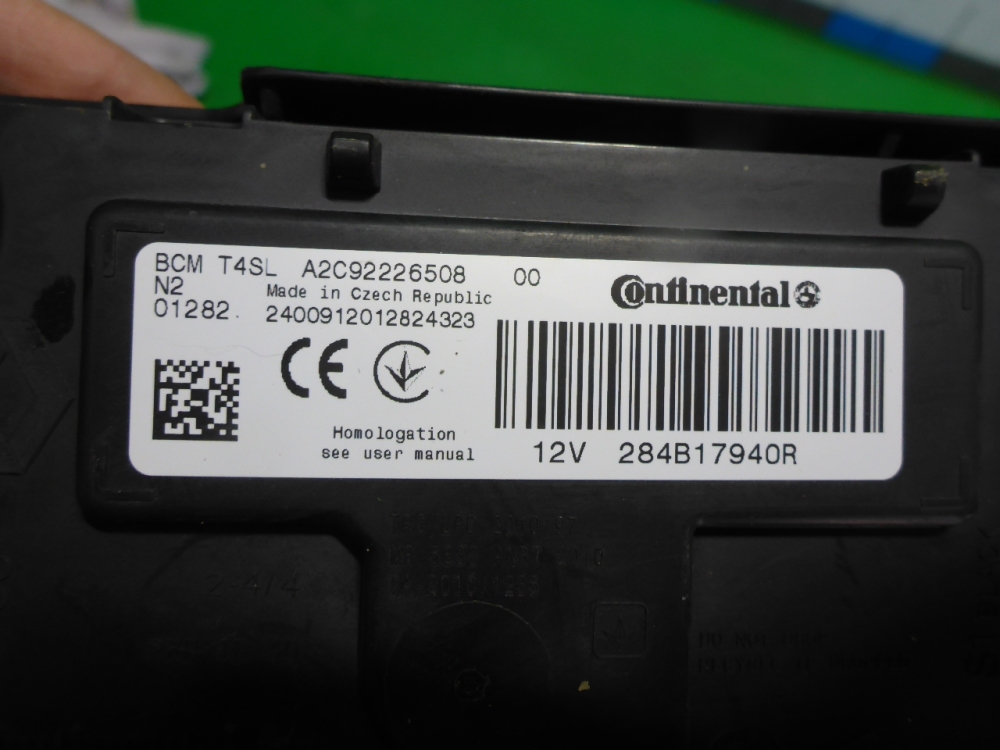 BCM T4SL A2C92226508 00
N2 Made in Czech Republic
01282. 2400912012824323
Continental
CE
Homologation
see user manual
12V 284B17940R